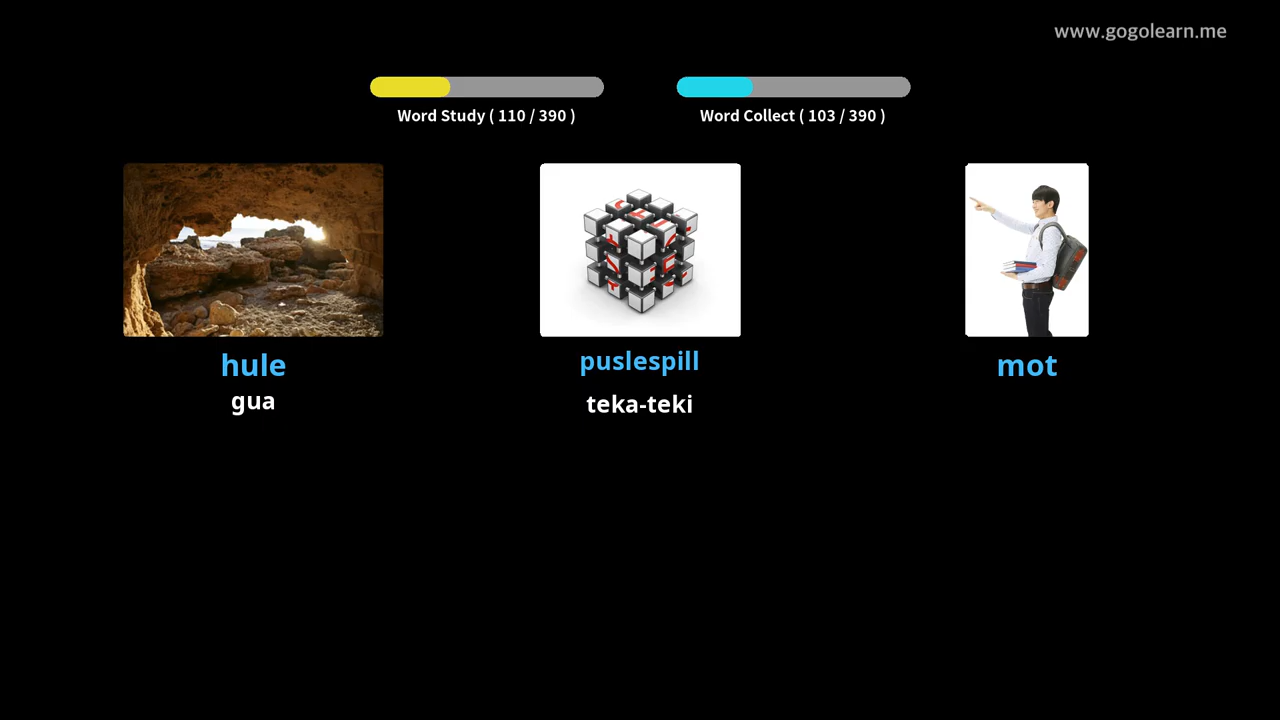 www.gogolearn.me
Word Study ( 110 / 390 )
Word Collect ( 103 / 390 )
hule
gua
puslespill
teka-teki
mot